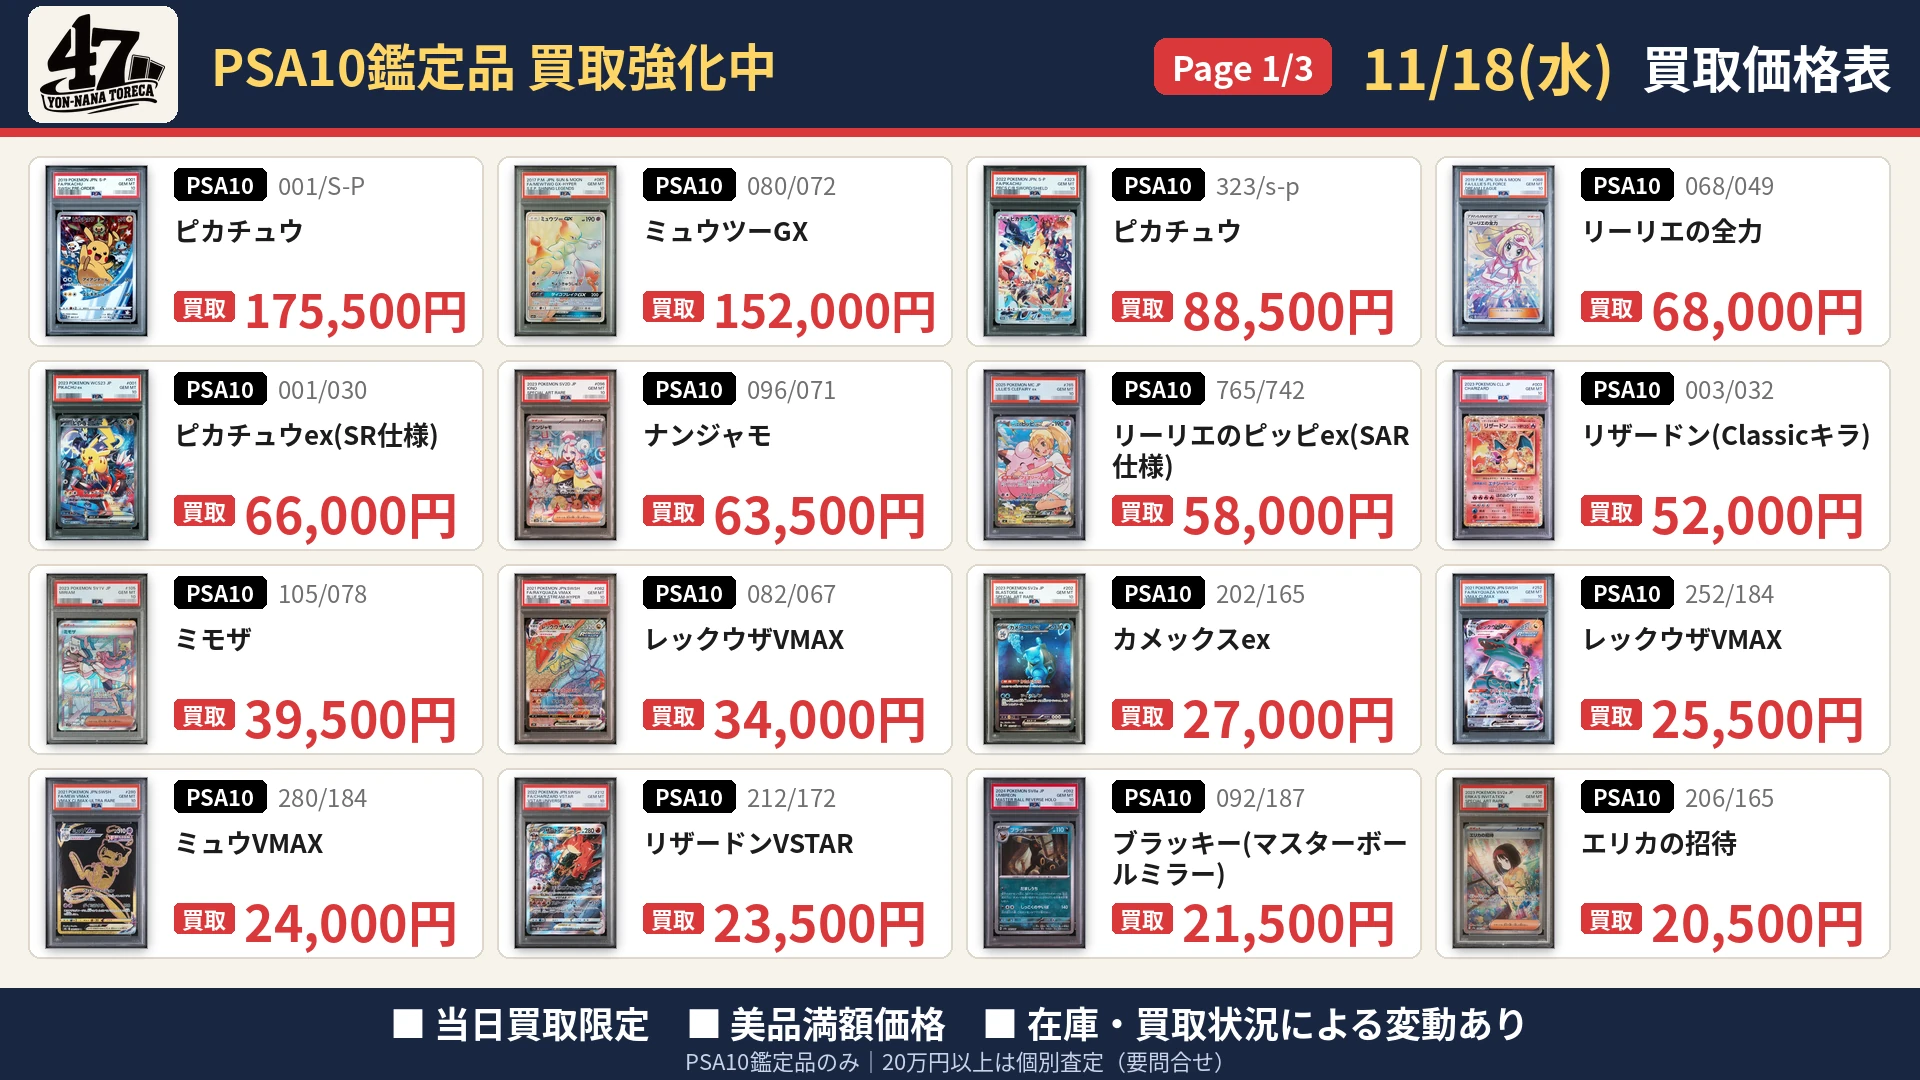 47
YON-NANA TORECA
PSA10鑑定品 買取強化中
Page 1/3
11/18(水) 買取価格表
PSA10 001/S-P
ピカチュウ
買取 175,500円
PSA10 080/072
ミュウツーGX
買取 152,000円
PSA10 323/s-p
ピカチュウ
買取 88,500円
PSA10 068/049
リーリエの全力
買取 68,000円
PSA10 001/030
ピカチュウex(SR仕様)
買取 66,000円
PSA10 096/071
ナンジャモ
買取 63,500円
PSA10 765/742
リーリエのピッピex(SAR
仕様)
買取 58,000円
PSA10 003/032
リザードン(Classicキラ)
買取 52,000円
PSA10 105/078
ミモザ
買取 39,500円
PSA10 082/067
レックウザVMAX
買取 34,000円
PSA10 202/165
カメックスex
買取 27,000円
PSA10 252/184
レックウザVMAX
買取 25,500円
PSA10 280/184
ミュウVMAX
買取 24,000円
PSA10 212/172
リザードンVSTAR
買取 23,500円
PSA10 092/187
ブラッキー(マスターボー
ルミラー)
買取 21,500円
PSA10 206/165
エリカの招待
買取 20,500円
■ 当日買取限定 ■ 美品満額価格 ■ 在庫・買取状況による変動あり
PSA10鑑定品のみ｜20万円以上は個別査定（要問合せ）